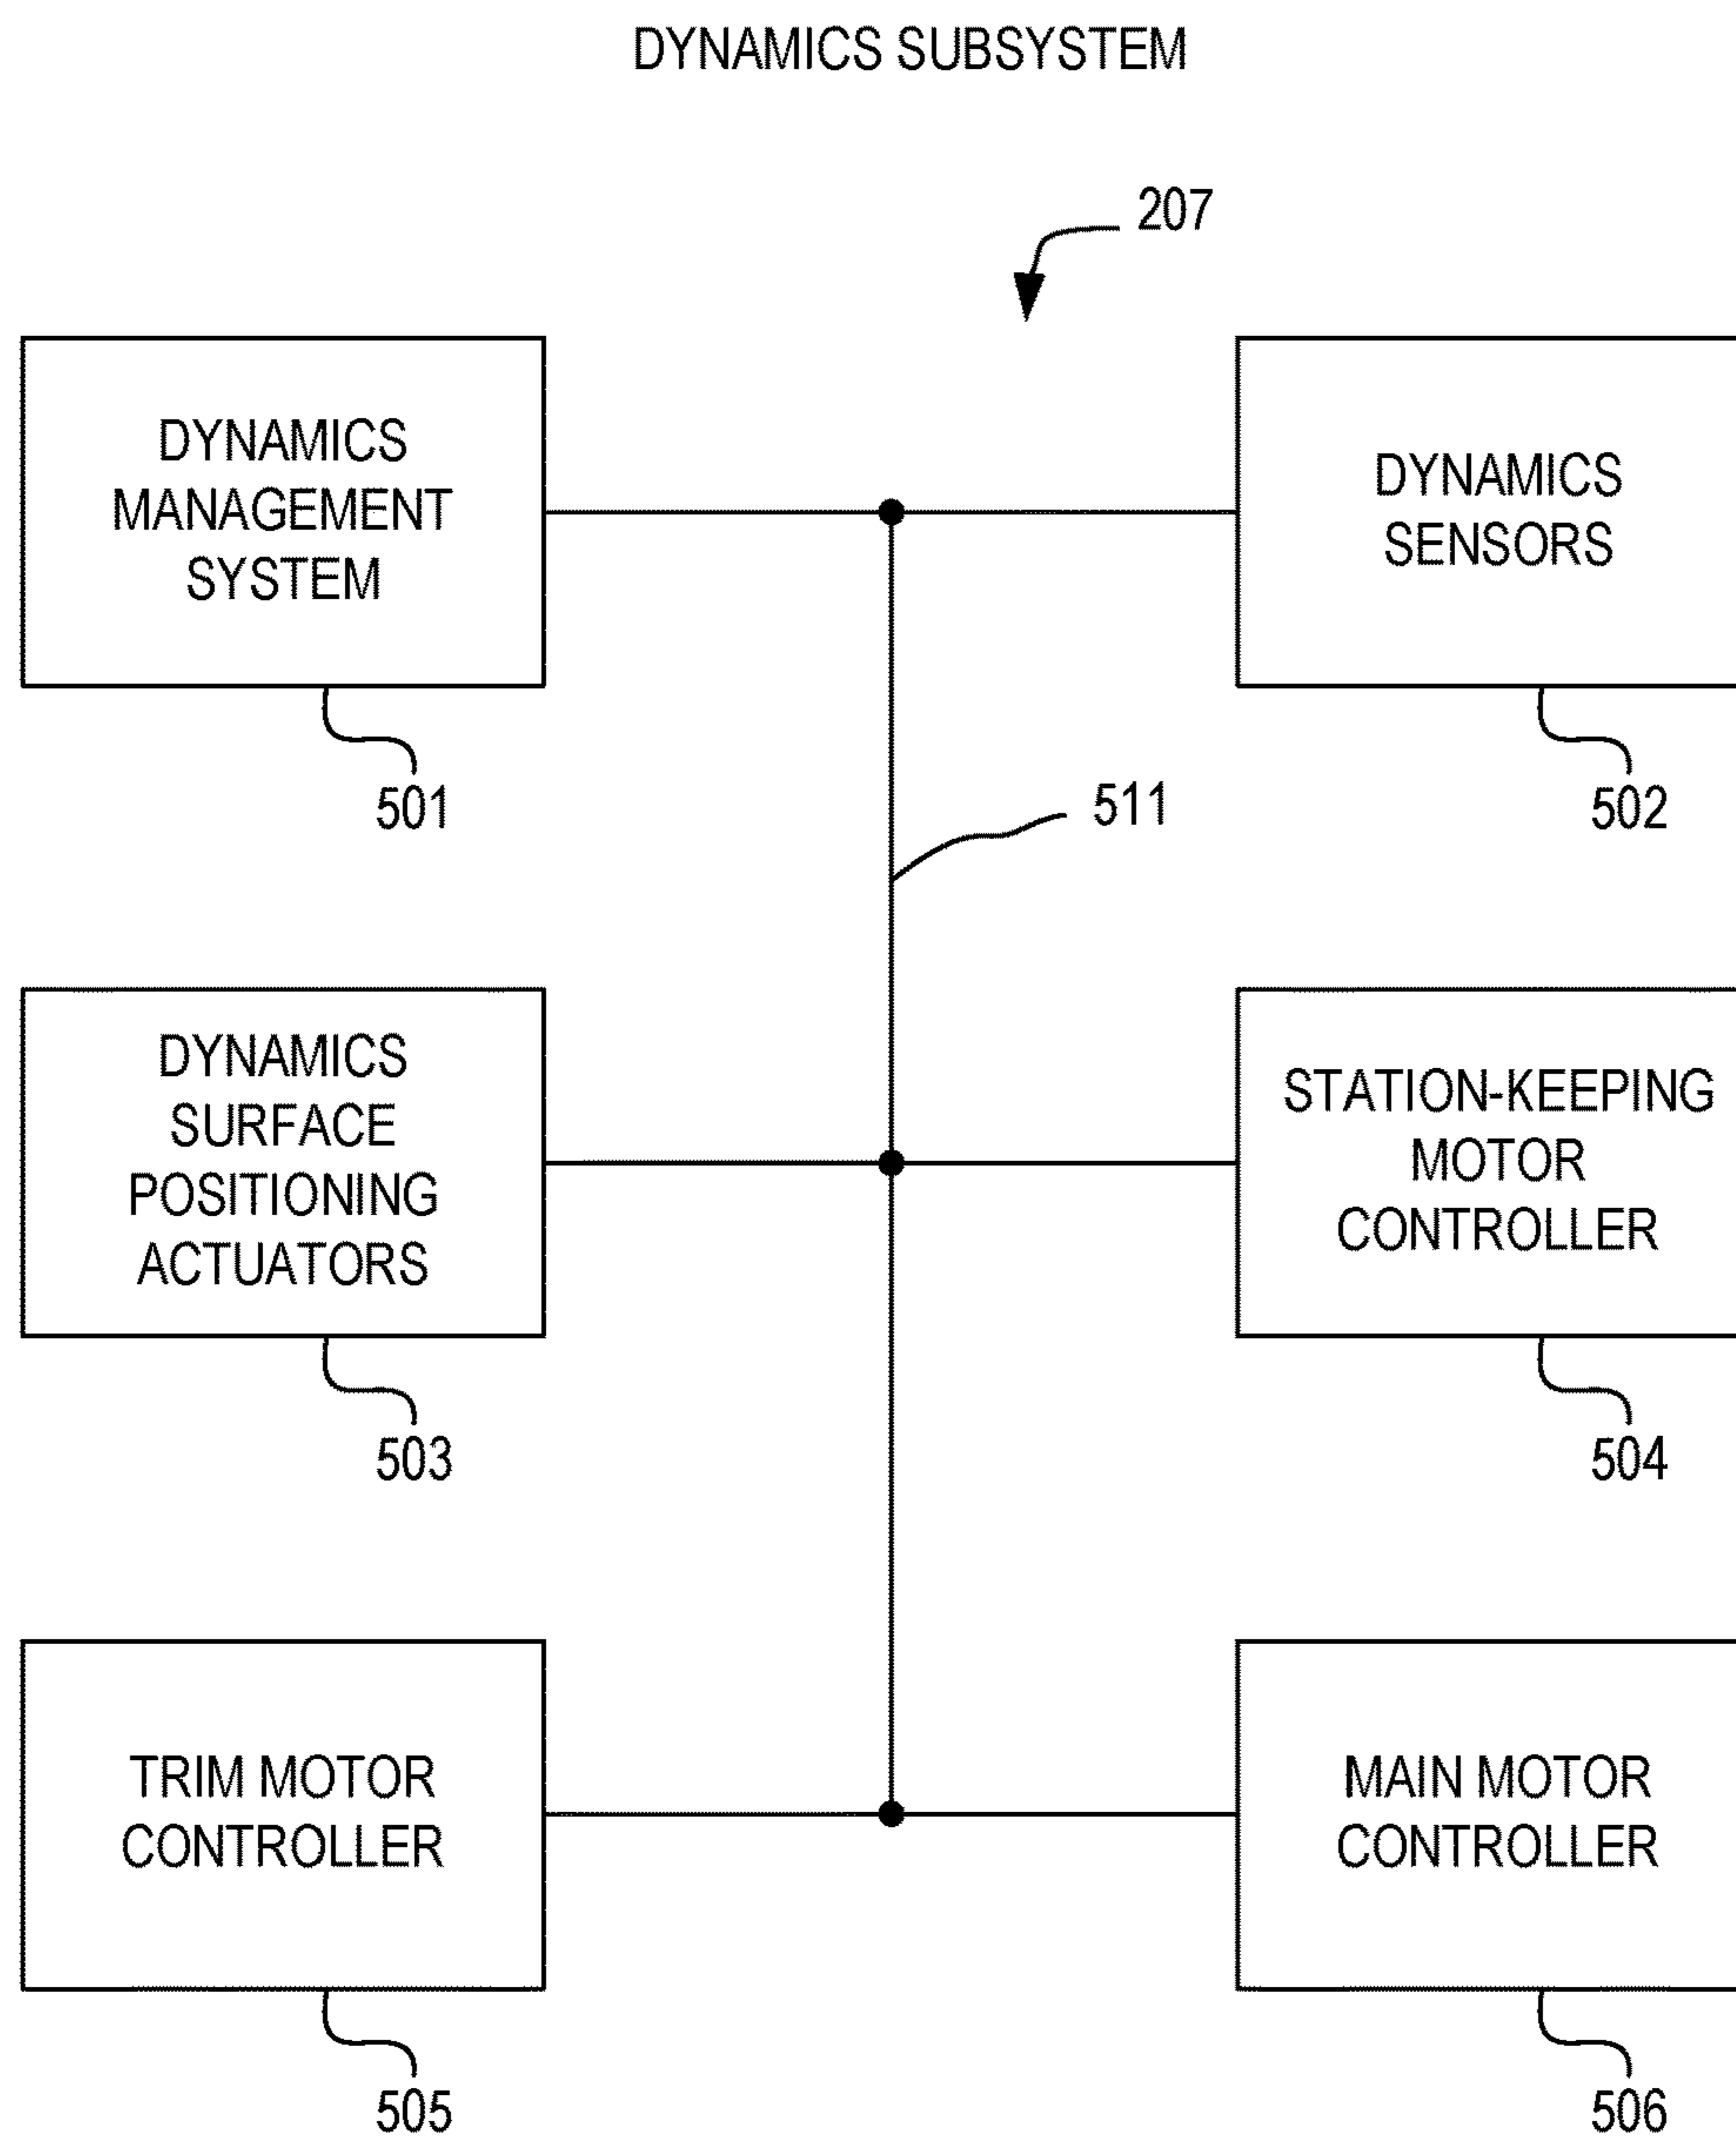 DYNAMICS SUBSYSTEM
207
DYNAMICS
MANAGEMENT
SYSTEM
501
DYNAMICS
SENSORS
502
511
DYNAMICS
SURFACE
POSITIONING
ACTUATORS
503
STATION-KEEPING
MOTOR
CONTROLLER
504
TRIM MOTOR
CONTROLLER
505
MAIN MOTOR
CONTROLLER
506